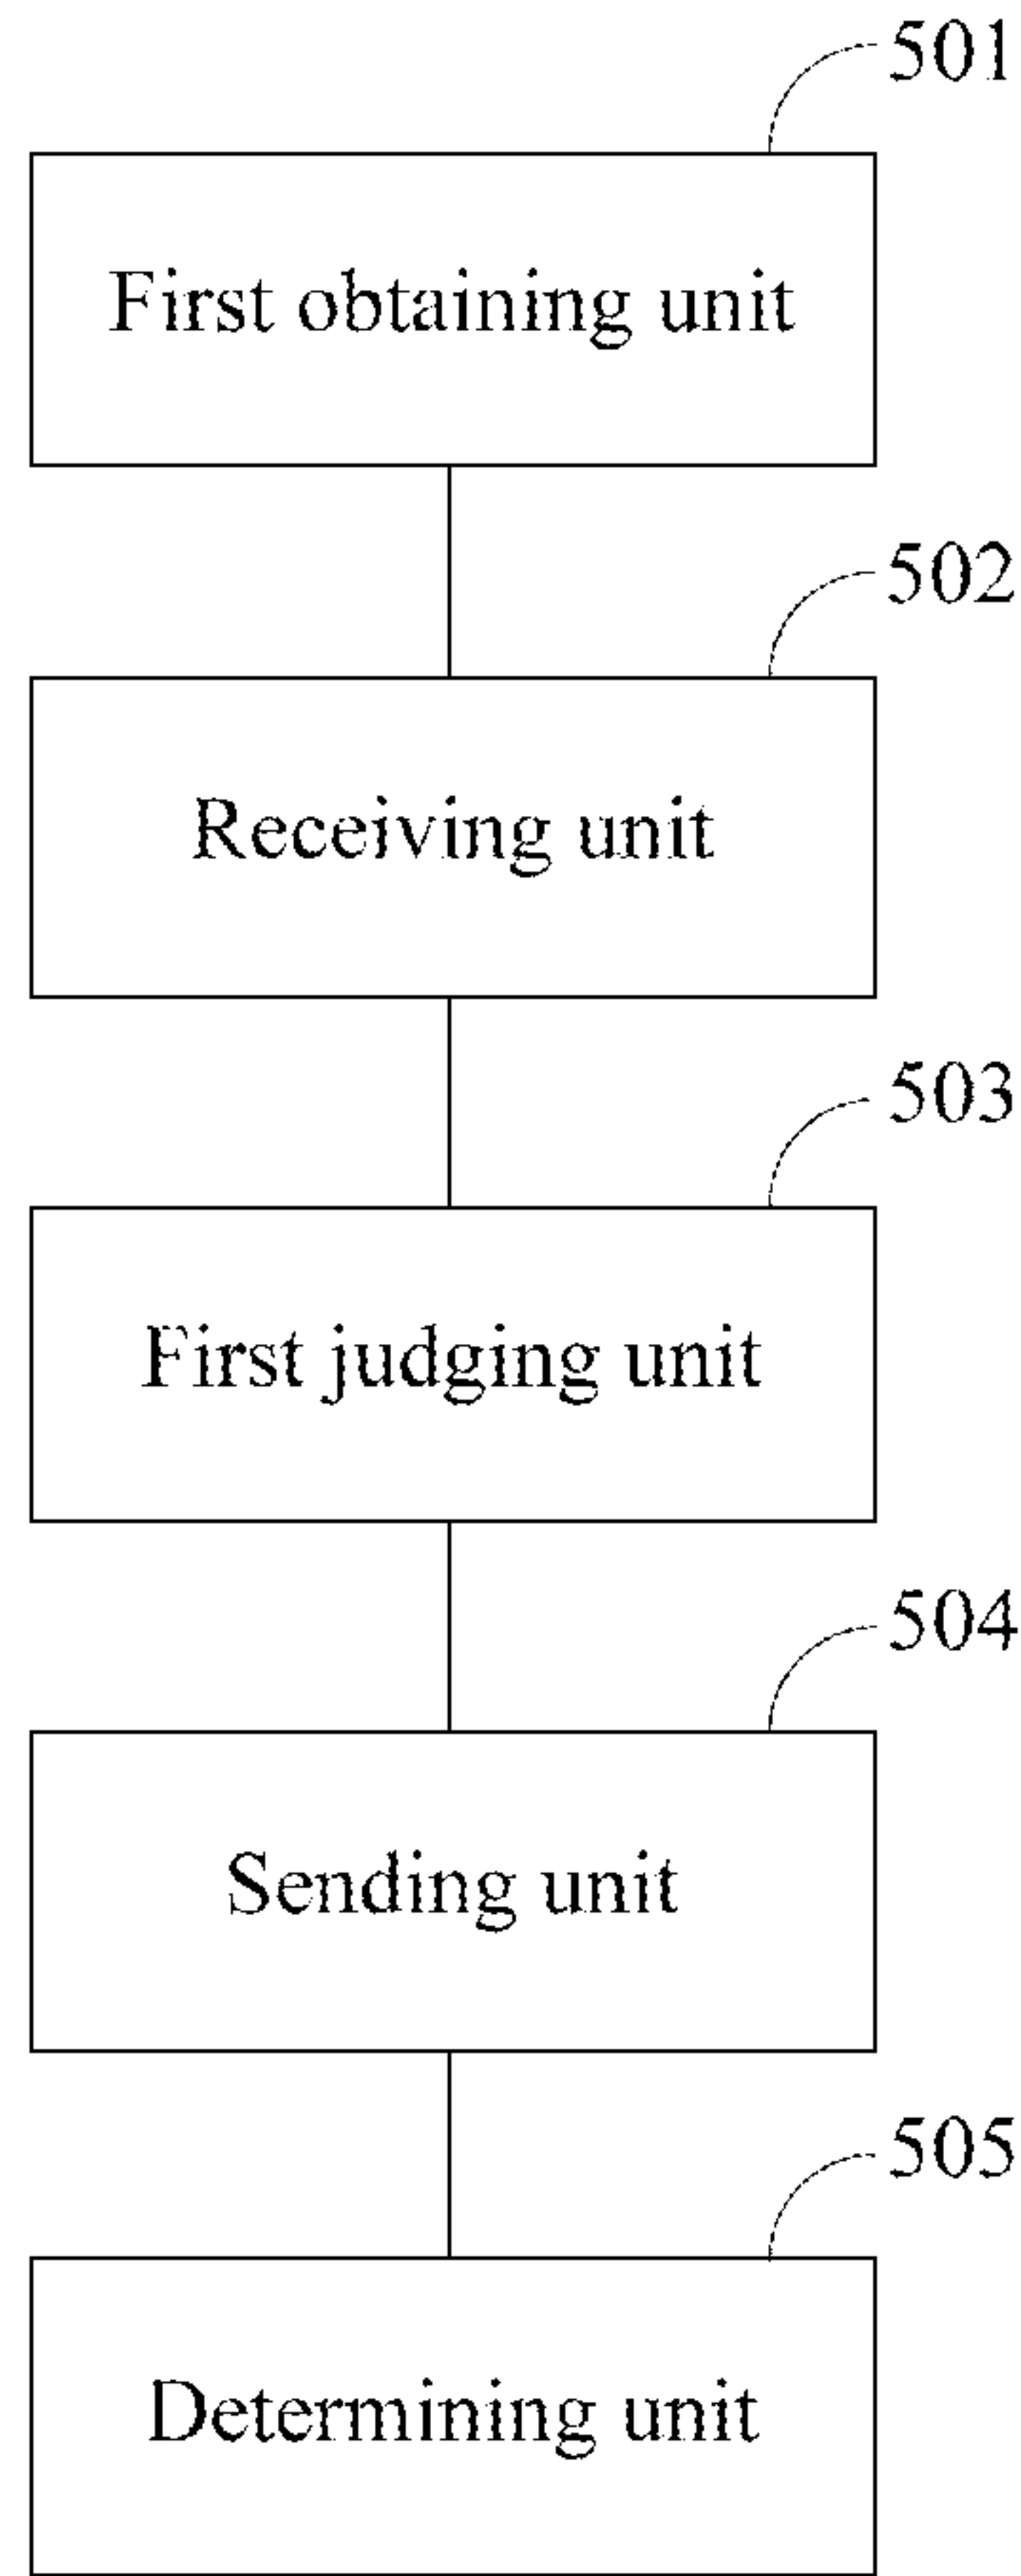 501
First obtaining unit
502
Receiving unit
503
First judging unit
504
Sending unit
505
Determining unit